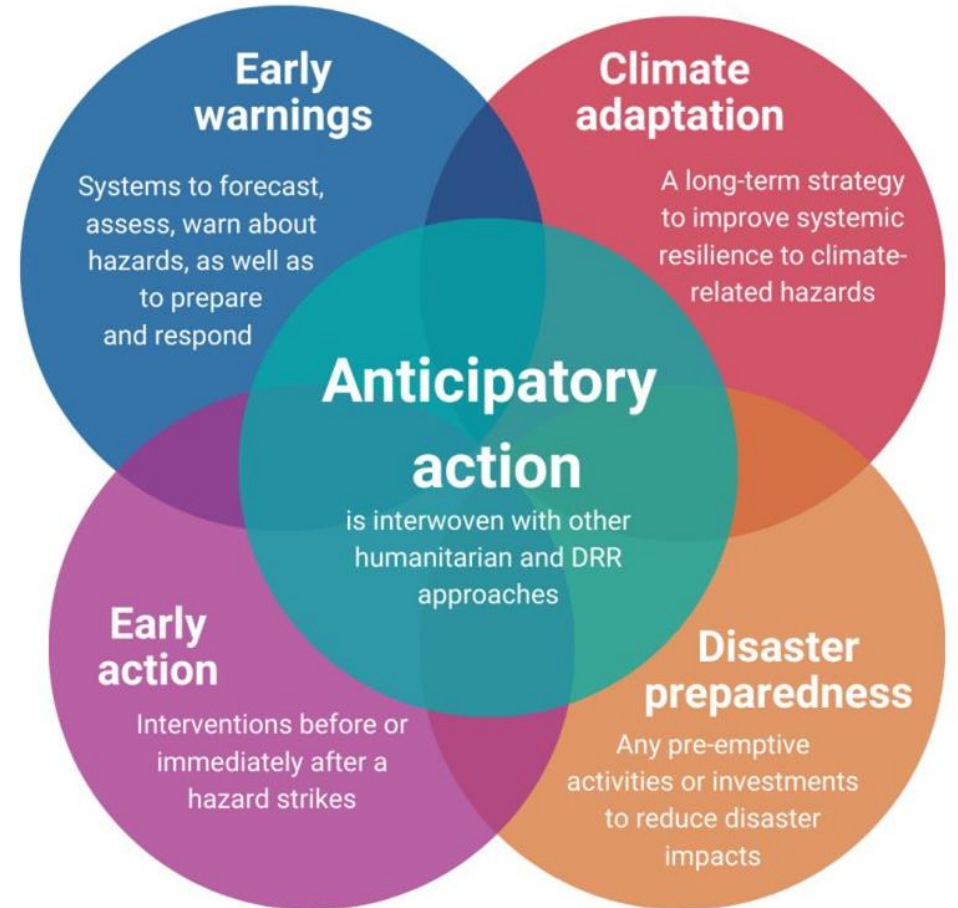 Early
warnings
Systems to forecast,
assess, warn about
hazards, as well as
to prepare
and respond
Climate
adaptation
A long-term strategy
to improve systemic
resilience to climate-
related hazards
Anticipatory
action
is interwoven with other
humanitarian and DRR
approaches
Early
action
Interventions before or
immediately after a
hazard strikes
Disaster
preparedness
Any pre-emptive
activities or investments
to reduce disaster
impacts